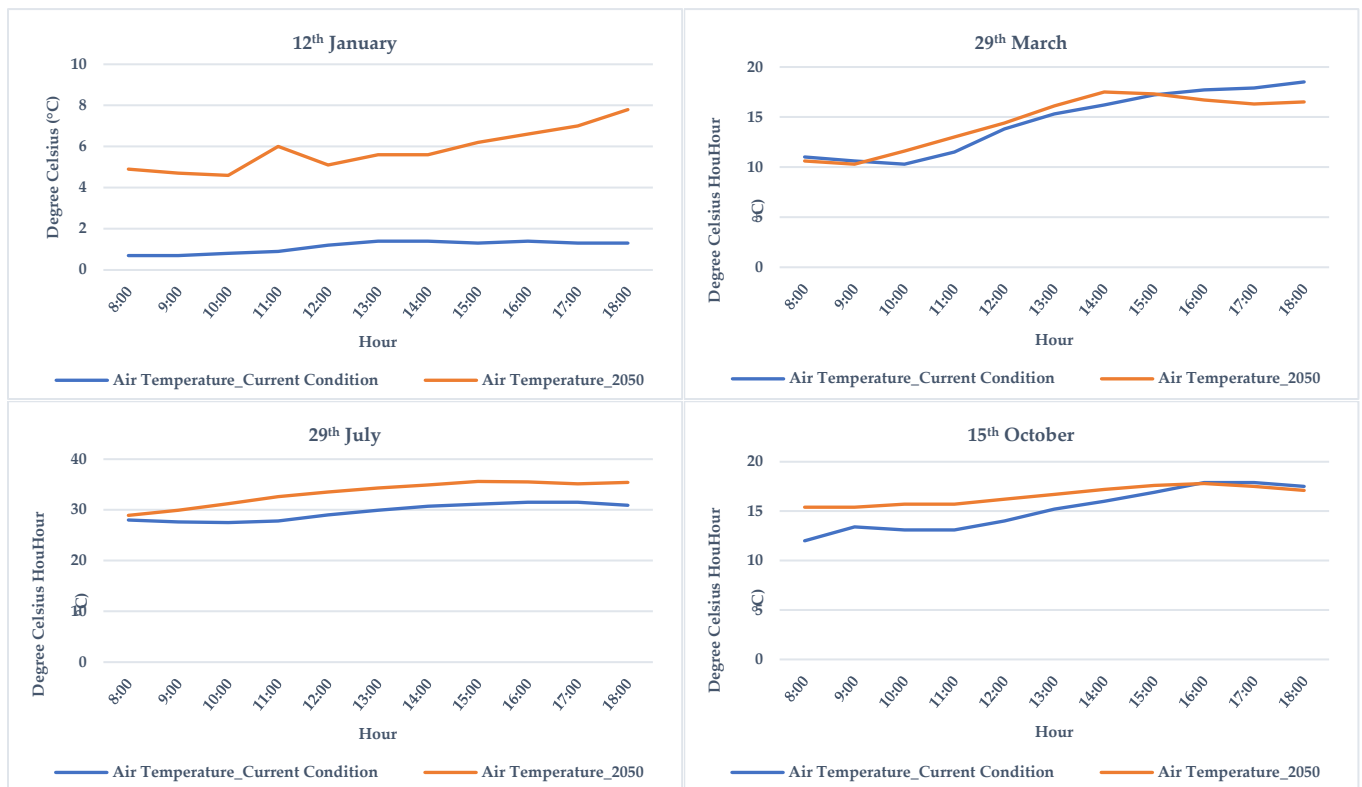 12th January
Degree Celsius (°C)
10
8
6
4
2
0
8:00 9:00 10:00 11:00 12:00 13:00 14:00 15:00 16:00 17:00 18:00
Hour
Air Temperature_Current Condition Air Temperature_2050
29th March
Degree Celsius HouHour
°C)
20
15
10
5
0
8:00 9:00 10:00 11:00 12:00 13:00 14:00 15:00 16:00 17:00 18:00
Hour
Air Temperature_Current Condition Air Temperature_2050
29th July
Degree Celsius HouHour
°C)
40
30
20
10
0
8:00 9:00 10:00 11:00 12:00 13:00 14:00 15:00 16:00 17:00 18:00
Hour
Air Temperature_Current Condition Air Temperature_2050
15th October
Degree Celsius HouHour
°C)
20
15
10
5
0
8:00 9:00 10:00 11:00 12:00 13:00 14:00 15:00 16:00 17:00 18:00
Hour
Air Temperature_Current Condition Air Temperature_2050